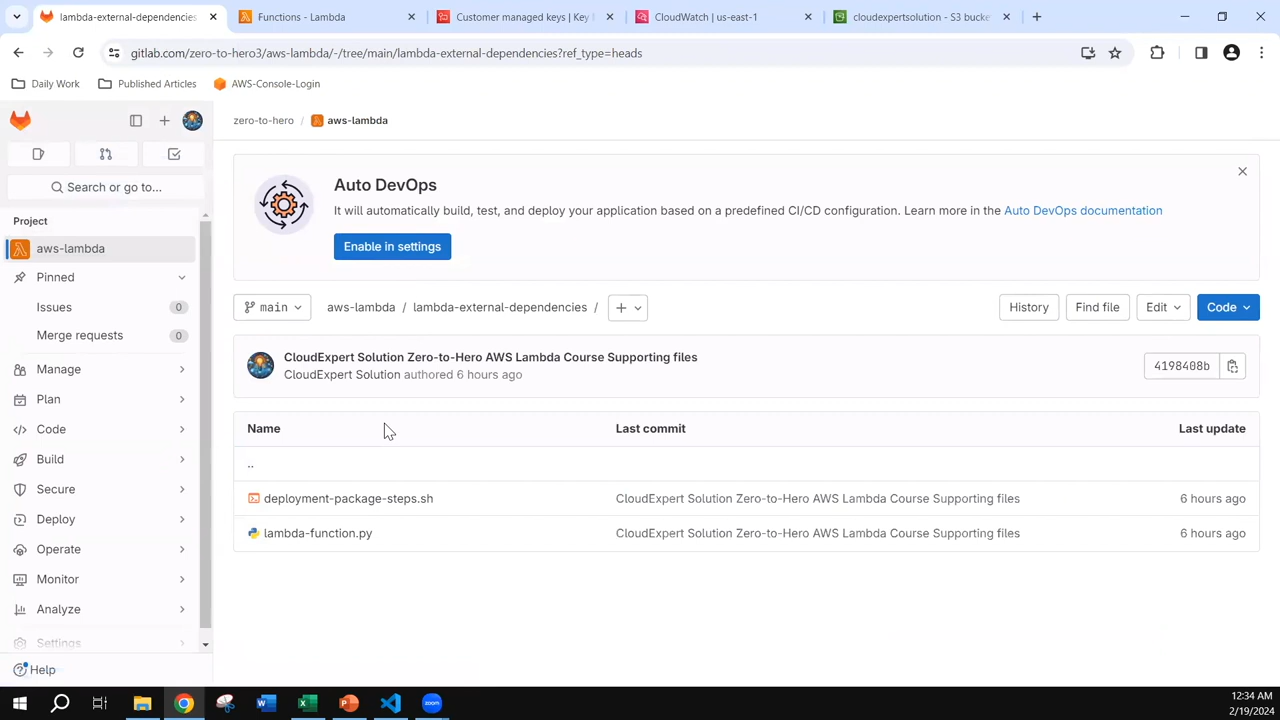 lambda-external-dependencies
Functions - Lambda
Customer managed keys | Key
CloudWatch | us-east-1
cloudexpertsolution - S3 bucke
gitlab.com/zero-to-hero3/aws-lambda/-/tree/main/lambda-external-dependencies?ref_type=heads
Daily Work
Published Articles
AWS-Console-Login
zero-to-hero / aws-lambda
Search or go to...
Project
aws-lambda
Pinned
Issues 0
Merge requests 0
Manage
Plan
Code
Build
Secure
Deploy
Operate
Monitor
Analyze
Settings
Help
Auto DevOps
It will automatically build, test, and deploy your application based on a predefined CI/CD configuration. Learn more in the Auto DevOps documentation
Enable in settings
main
aws-lambda / lambda-external-dependencies /
History
Find file
Edit
Code
CloudExpert Solution Zero-to-Hero AWS Lambda Course Supporting files
CloudExpert Solution authored 6 hours ago
4198408b
Name Last commit Last update
..
deployment-package-steps.sh CloudExpert Solution Zero-to-Hero AWS Lambda Course Supporting files 6 hours ago
lambda-function.py CloudExpert Solution Zero-to-Hero AWS Lambda Course Supporting files 6 hours ago
zoom
12:34 AM
2/19/2024